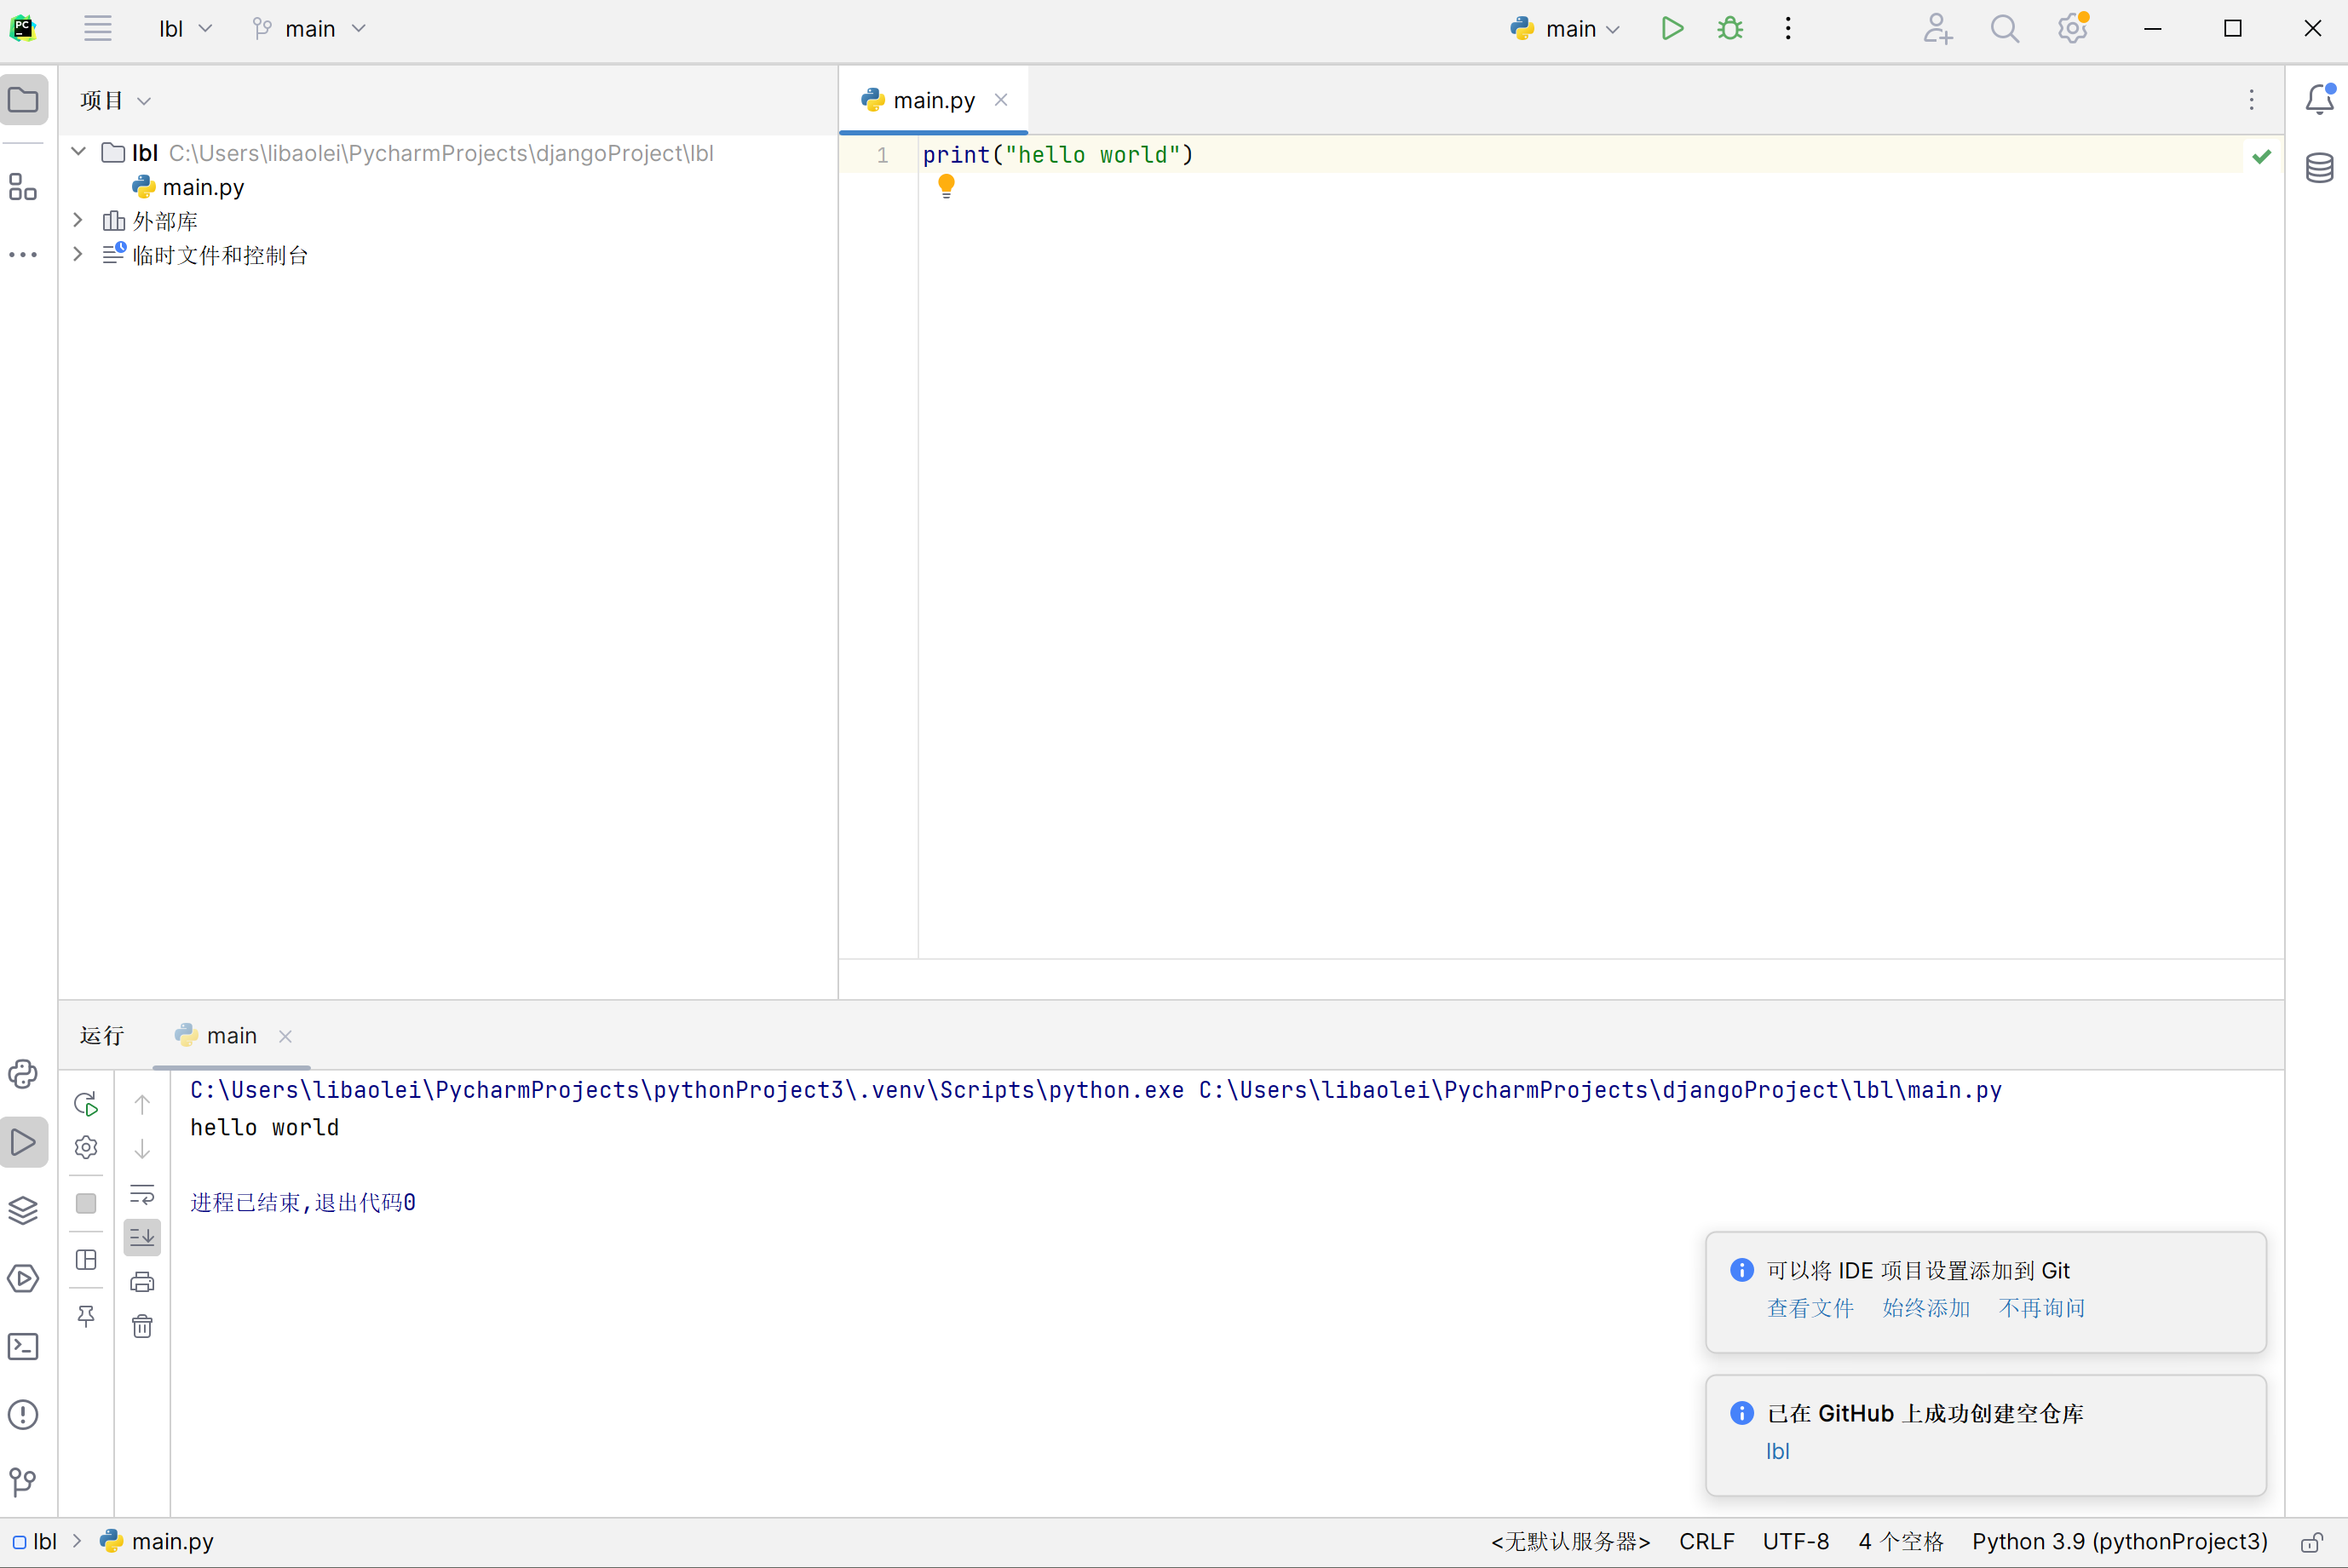 PC
lbl
main
main
项目
main.py
lbl C:\Users\libaolei\PycharmProjects\djangoProject\lbl
main.py
外部库
临时文件和控制台
1 print("hello world")
运行
main
C:\Users\libaolei\PycharmProjects\pythonProject3\.venv\Scripts\python.exe C:\Users\libaolei\PycharmProjects\djangoProject\lbl\main.py
hello world
进程已结束,退出代码0
可以将 IDE 项目设置添加到 Git
查看文件 始终添加 不再询问
已在 GitHub 上成功创建空仓库
lbl
lbl main.py <无默认服务器> CRLF UTF-8 4 个空格 Python 3.9 (pythonProject3)